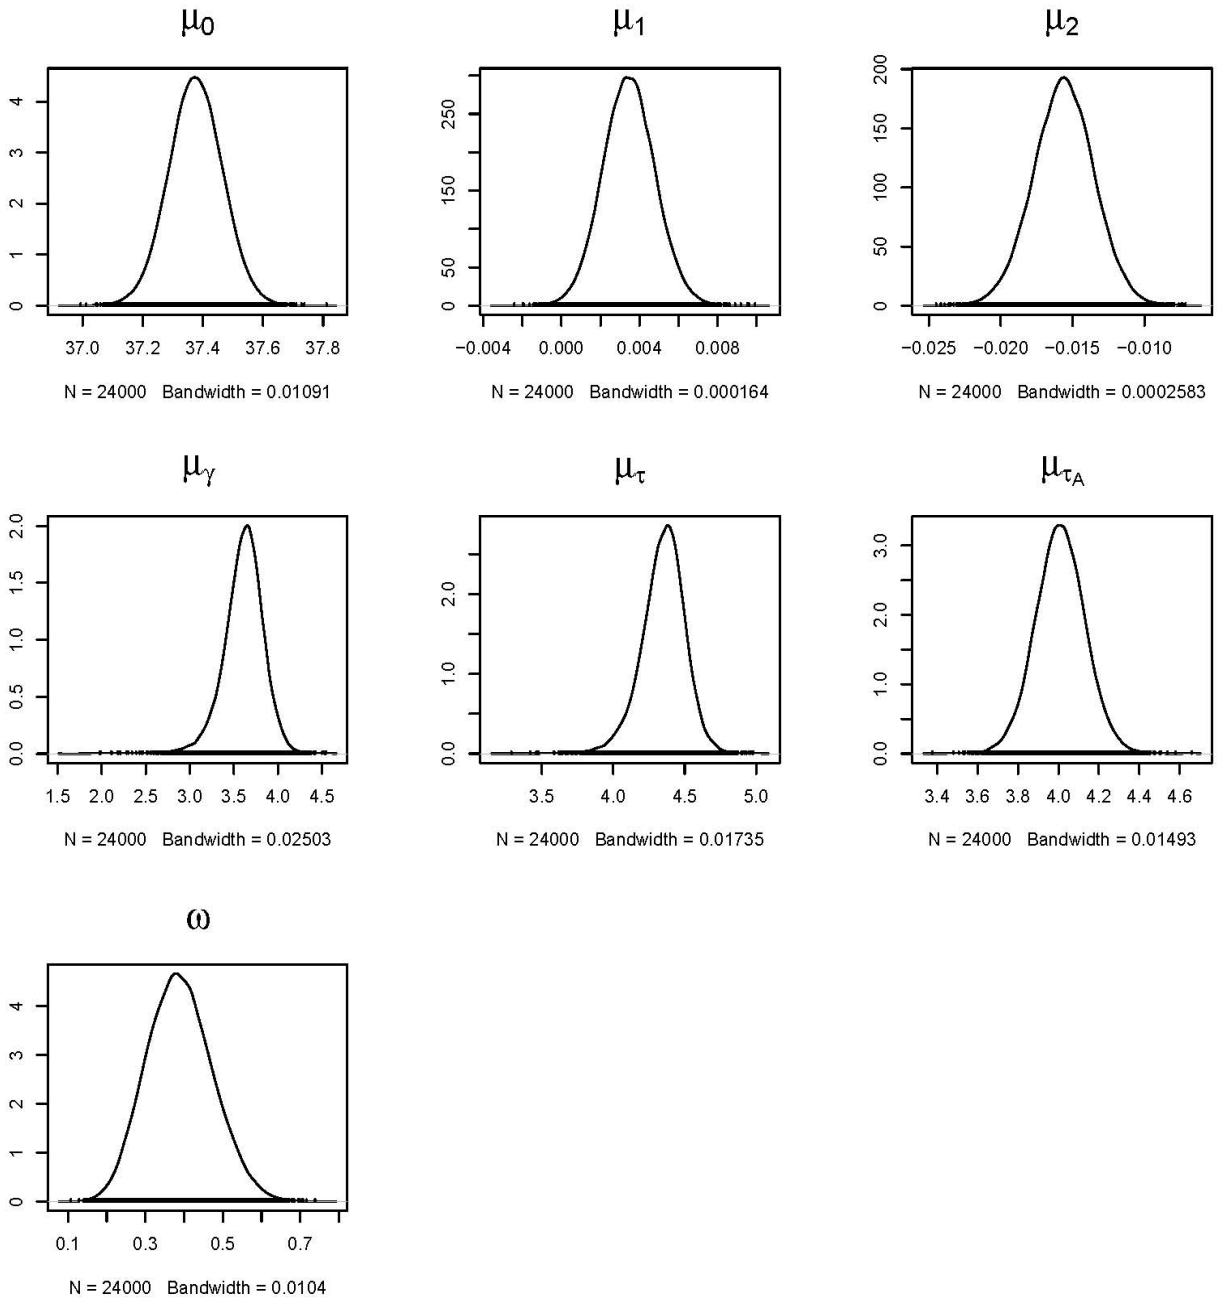 μ0 μ1 μ2
4 3 2 1 0
37.0 37.2 37.4 37.6 37.8
N = 24000 Bandwidth = 0.01091
250 150 50 0
−0.004 0.000 0.004 0.008
N = 24000 Bandwidth = 0.000164
200 150 100 50 0
−0.025 −0.020 −0.015 −0.010
N = 24000 Bandwidth = 0.0002583
μγ μτ μτA
2.0 1.5 1.0 0.5 0.0
1.5 2.0 2.5 3.0 3.5 4.0 4.5
N = 24000 Bandwidth = 0.02503
2.0 1.0 0.0
3.5 4.0 4.5 5.0
N = 24000 Bandwidth = 0.01735
3.0 2.0 1.0 0.0
3.4 3.6 3.8 4.0 4.2 4.4 4.6
N = 24000 Bandwidth = 0.01493
ω
4 3 2 1 0
0.1 0.3 0.5 0.7
N = 24000 Bandwidth = 0.0104